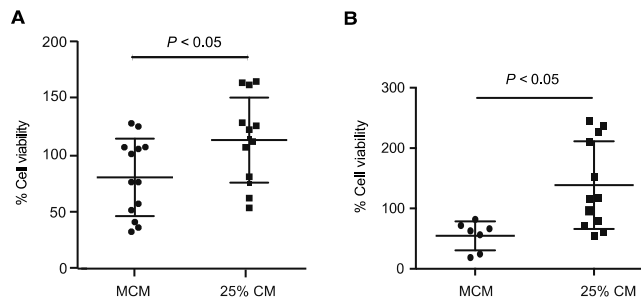 A
P < 0.05
% Cell viability
200
150
100
50
0
MCM
25% CM
B
P < 0.05
% Cell viability
300
200
100
0
MCM
25% CM